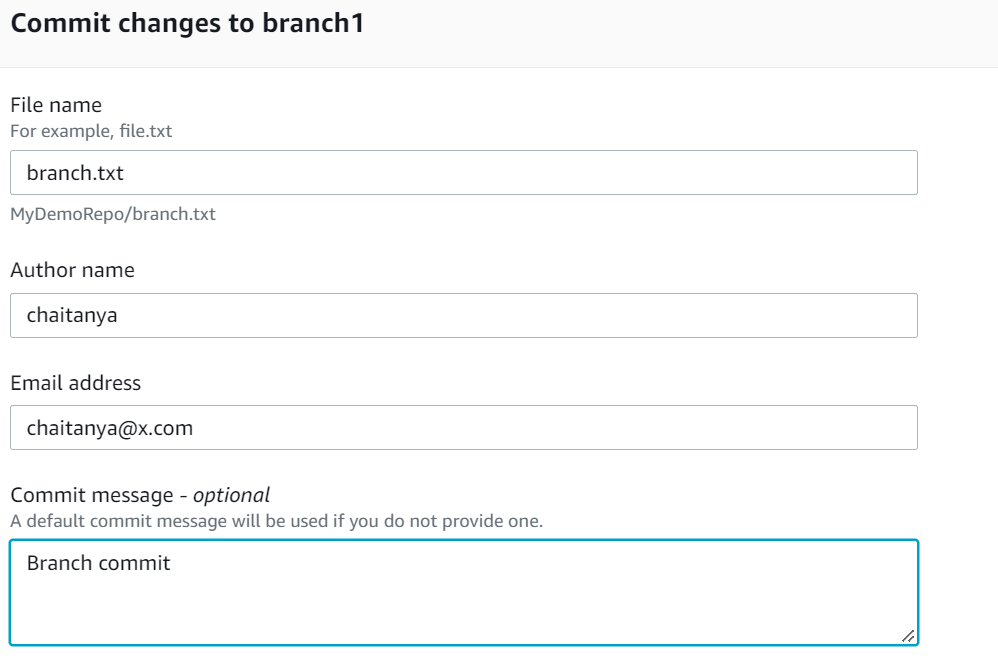 Commit changes to branch1
File name
For example, file.txt
branch.txt
MyDemoRepo/branch.txt
Author name
chaitanya
Email address
chaitanya@x.com
Commit message - optional
A default commit message will be used if you do not provide one.
Branch commit